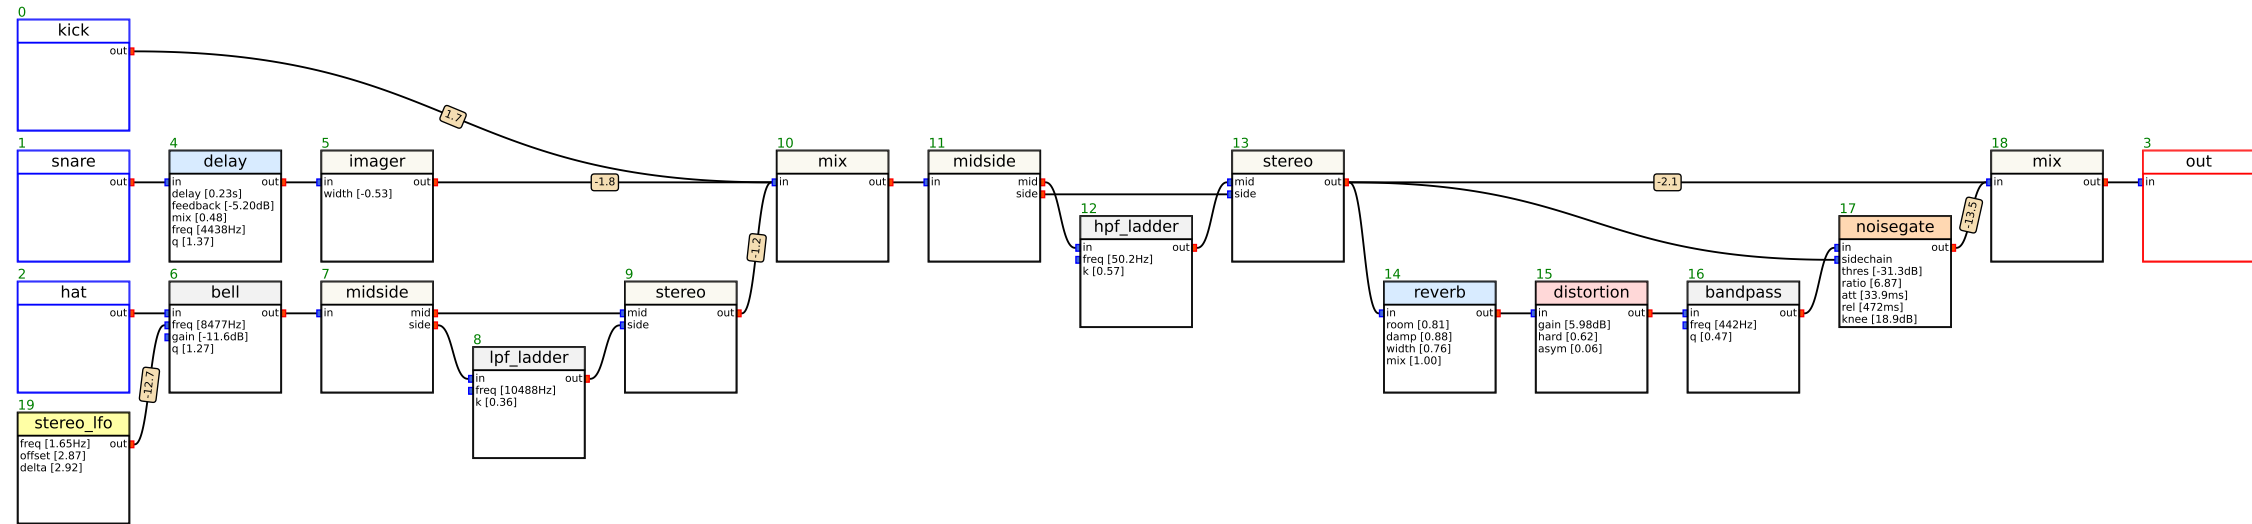 0
kick
out
1.7
1
snare
out
4
delay
in out
delay [0.23s]
feedback [-5.20dB]
mix [0.48]
freq [4438Hz]
q [1.37]
5
imager
in out
width [-0.53]
-1.8
2
hat
out
6
bell
in out
freq [8477Hz]
gain [-11.6dB]
q [1.27]
7
midside
in mid
side
8
lpf_ladder
in out
freq [10488Hz]
k [0.36]
9
stereo
mid out
side
-1.2
19
stereo_lfo
freq [1.65Hz] out
offset [2.87]
delta [2.92]
-12.7
10
mix
in out
11
midside
in mid
side
12
hpf_ladder
in out
freq [50.2Hz]
k [0.57]
13
stereo
mid out
side
-2.1
14
reverb
in out
room [0.81]
damp [0.88]
width [0.76]
mix [1.00]
15
distortion
in out
gain [5.98dB]
hard [0.62]
asym [0.06]
16
bandpass
in out
freq [442Hz]
q [0.47]
17
noisegate
in out
sidechain
thres [-31.3dB]
ratio [6.87]
att [33.9ms]
rel [472ms]
knee [18.9dB]
-13.5
18
mix
in out
3
out
in